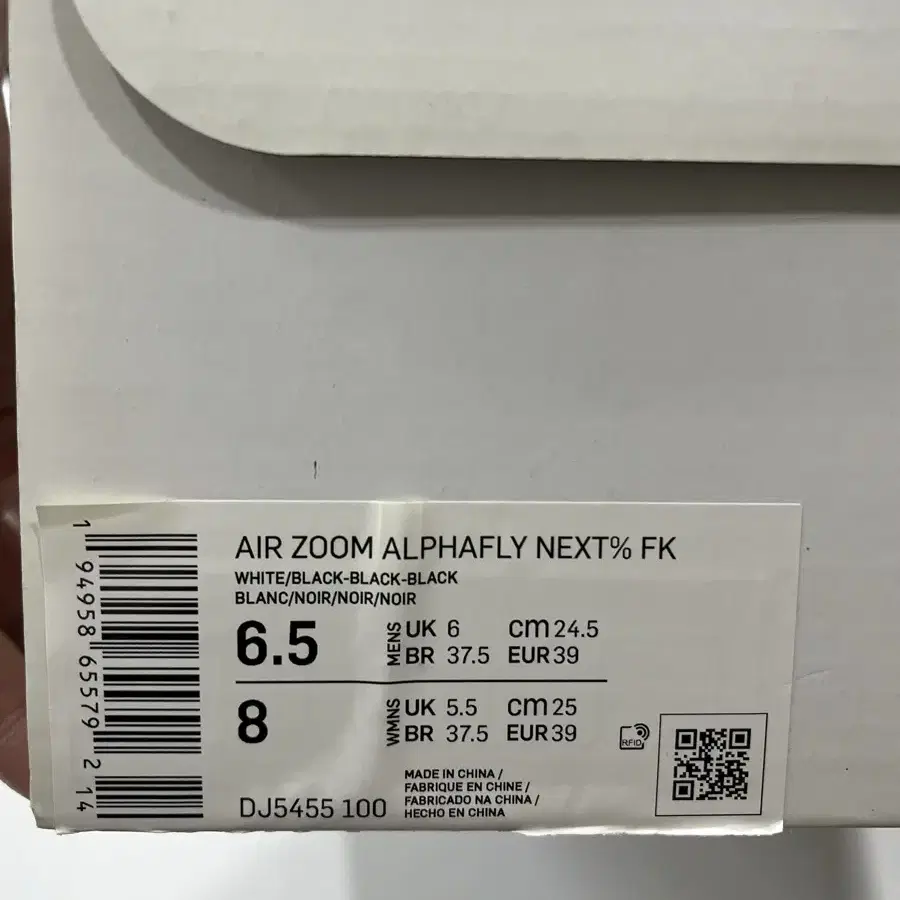 AIR ZOOM ALPHAFLY NEXT% FK
WHITE/BLACK-BLACK-BLACK
BLANC/NOIR/NOIR/NOIR
6.5 MENS UK 6 cm 24.5
BR 37.5 EUR 39
8 WMNS UK 5.5 cm 25
BR 37.5 EUR 39
RFID
DJ5455 100
MADE IN CHINA /
FABRIQUE EN CHINE /
FABRICADO NA CHINA /
HECHO EN CHINA
1 94958 65579 2 14